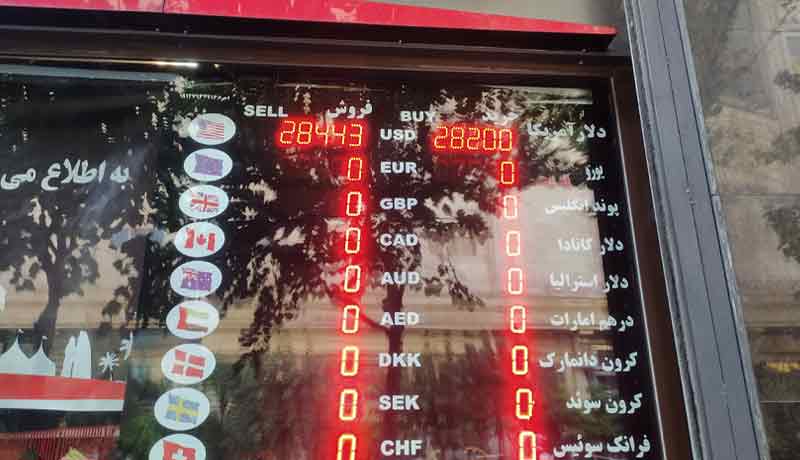 SELL فروش BUY خرید
28443 USD 28200 دلار آمریکا
0 EUR 0 یورو
0 GBP 0 پوند انگلیس
0 CAD 0 دلار کانادا
0 AUD 0 دلار استرالیا
0 AED 0 درهم امارات
0 DKK 0 کرون دانمارک
0 SEK 0 کرون سوئد
0 CHF 0 فرانک سوئیس
به اطلاع می